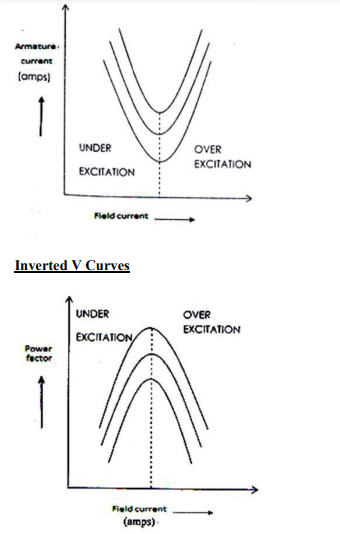 Armature
current
(amps)
UNDER
EXCITATION
OVER
EXCITATION
Field current
Inverted V Curves
UNDER
EXCITATION
OVER
EXCITATION
Power
factor
Field current
(amps)